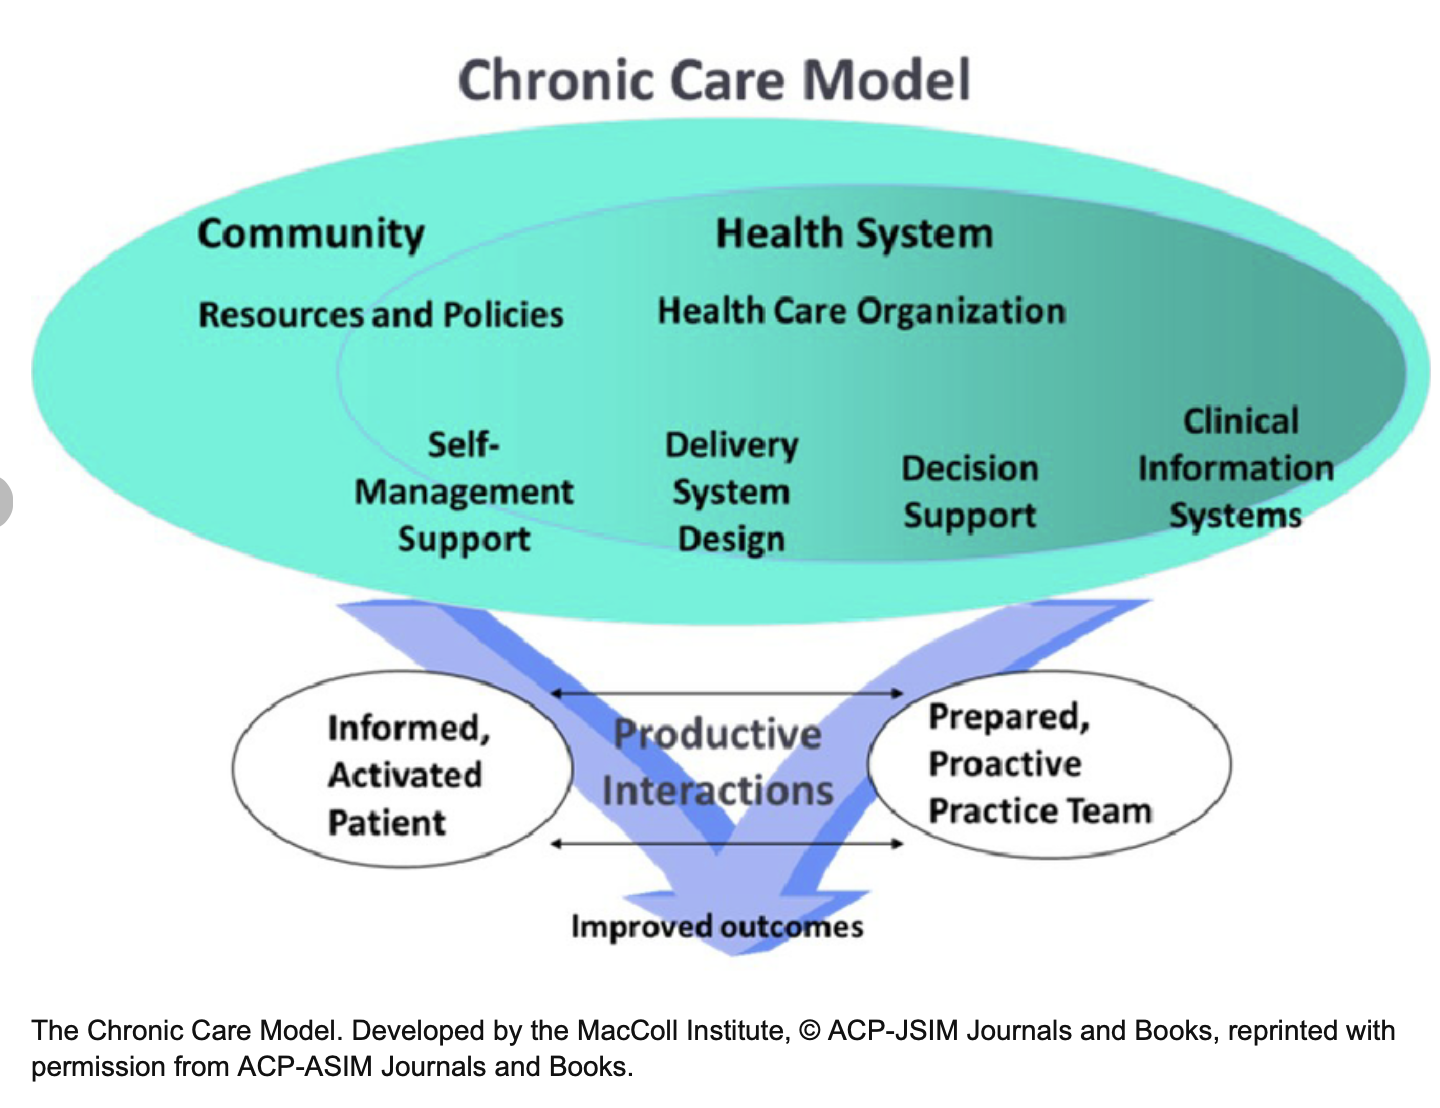 Chronic Care Model
Community
Health System
Resources and Policies
Health Care Organization
Self-
Management
Support
Delivery
System
Design
Decision
Support
Clinical
Information
Systems
Informed,
Activated
Patient
Productive
Interactions
Prepared,
Proactive
Practice Team
Improved outcomes
The Chronic Care Model. Developed by the MacColl Institute, © ACP-JSIM Journals and Books, reprinted with
permission from ACP-ASIM Journals and Books.